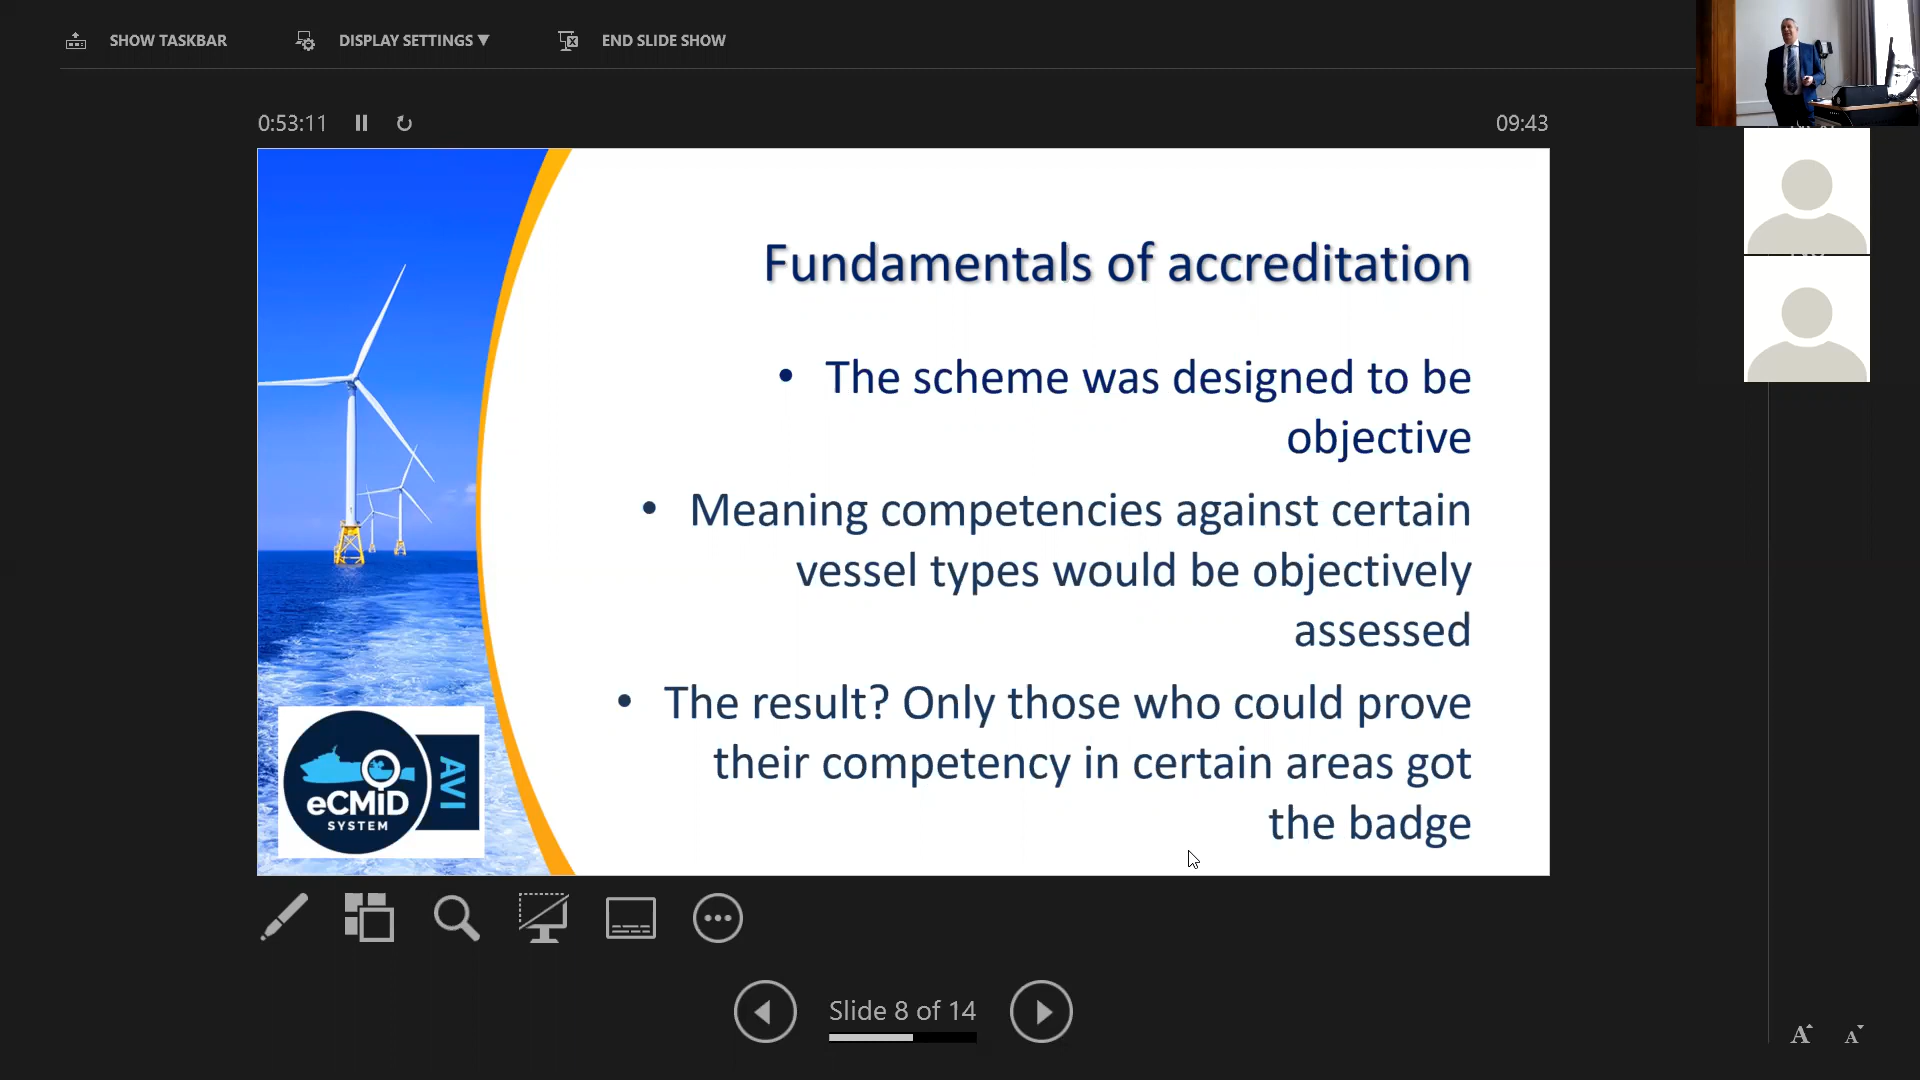 SHOW TASKBAR
DISPLAY SETTINGS ▼
END SLIDE SHOW
0:53:11
09:43
Fundamentals of accreditation
• The scheme was designed to be
objective
• Meaning competencies against certain
vessel types would be objectively
assessed
• The result? Only those who could prove
their competency in certain areas got
the badge
eCMiD
SYSTEM
AVI
Slide 8 of 14
A
A